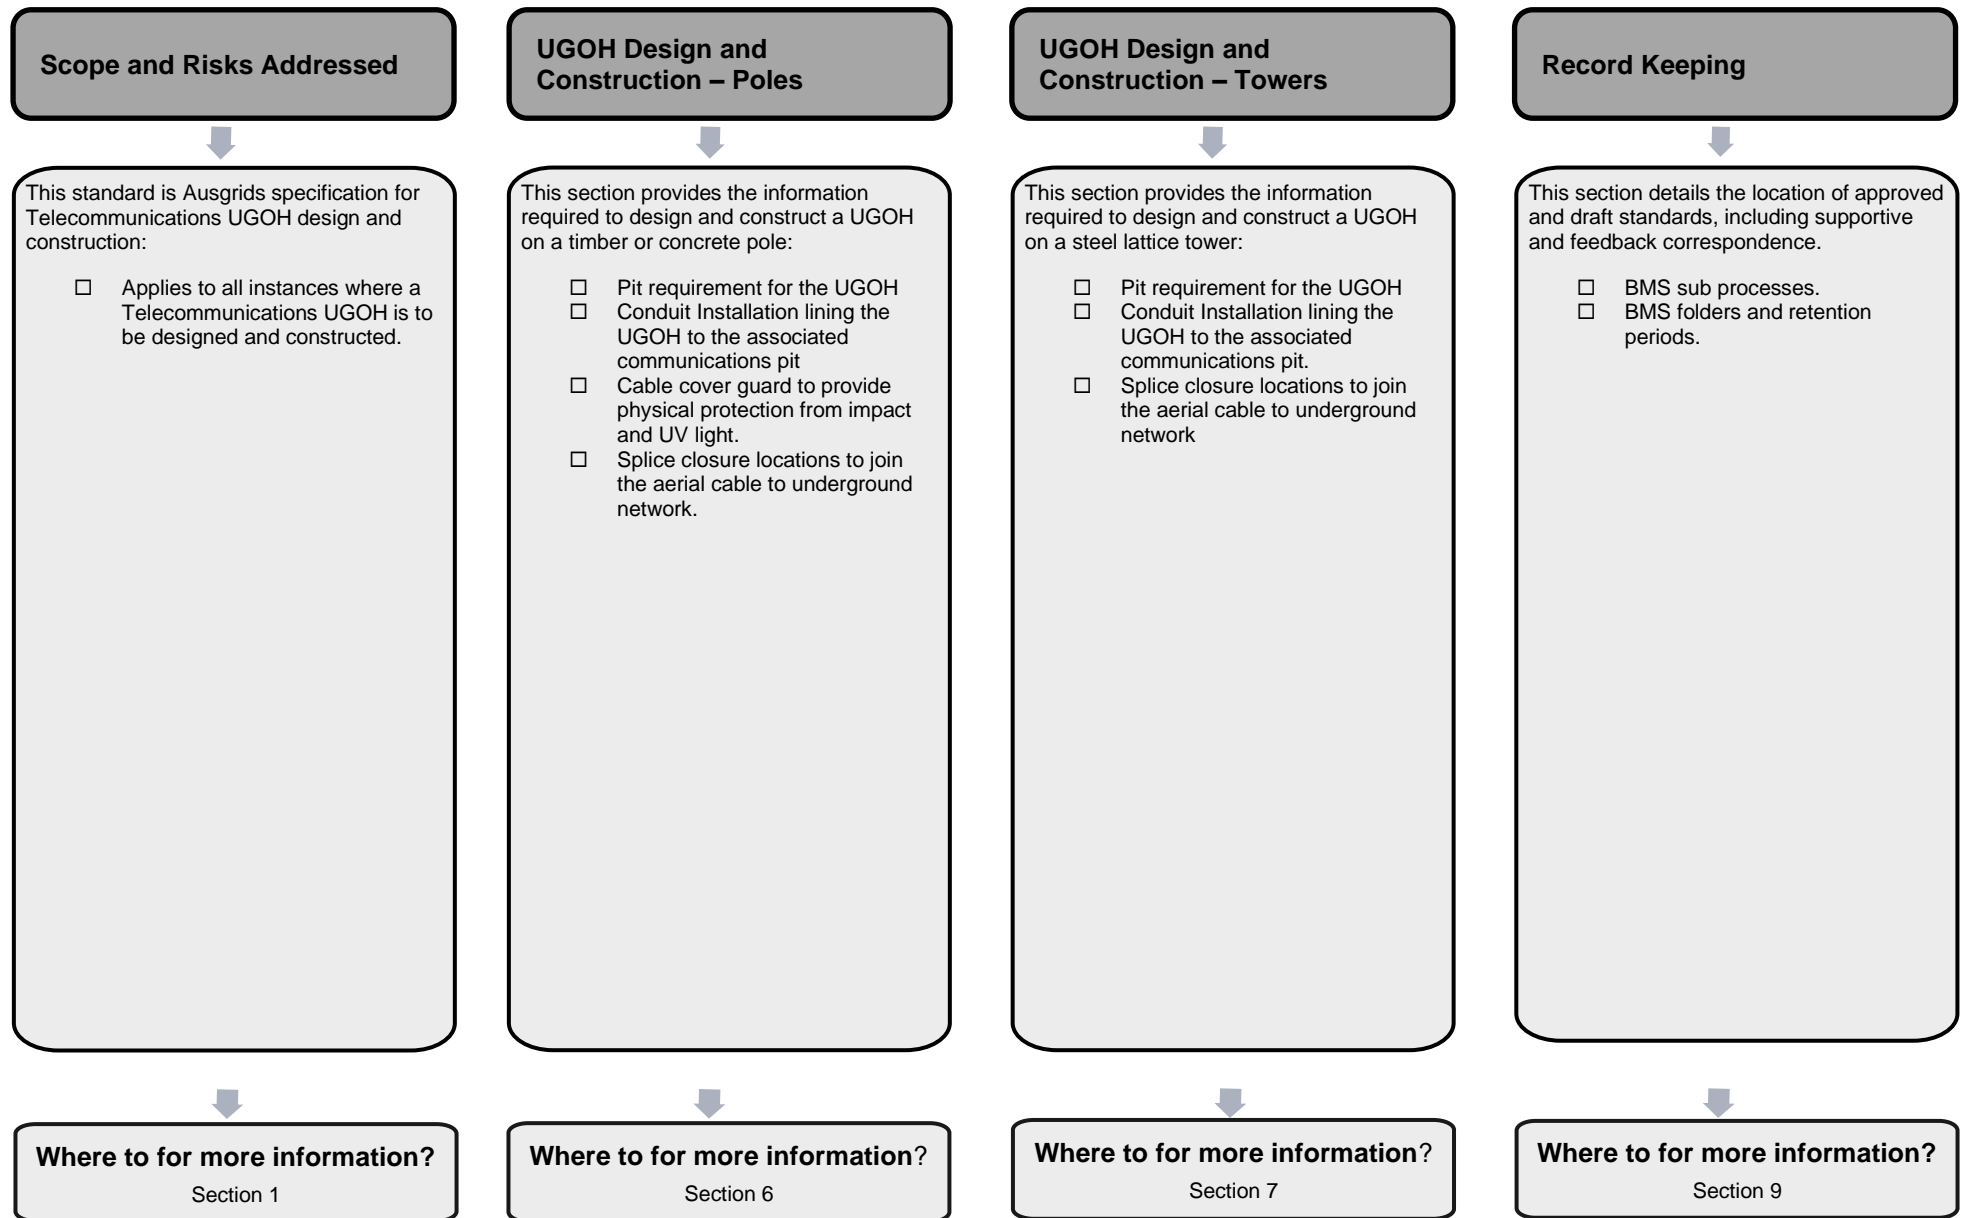 Scope and Risks Addressed
This standard is Ausgrids specification for
Telecommunications UGOH design and
construction:
☐ Applies to all instances where a
Telecommunications UGOH is to
be designed and constructed.
Where to for more information?
Section 1
UGOH Design and
Construction – Poles
This section provides the information
required to design and construct a UGOH
on a timber or concrete pole:
☐ Pit requirement for the UGOH
☐ Conduit Installation lining the
UGOH to the associated
communications pit
☐ Cable cover guard to provide
physical protection from impact
and UV light.
☐ Splice closure locations to join
the aerial cable to underground
network.
Where to for more information?
Section 6
UGOH Design and
Construction – Towers
This section provides the information
required to design and construct a UGOH
on a steel lattice tower:
☐ Pit requirement for the UGOH
☐ Conduit Installation lining the
UGOH to the associated
communications pit.
☐ Splice closure locations to join
the aerial cable to underground
network
Where to for more information?
Section 7
Record Keeping
This section details the location of approved
and draft standards, including supportive
and feedback correspondence.
☐ BMS sub processes.
☐ BMS folders and retention
periods.
Where to for more information?
Section 9